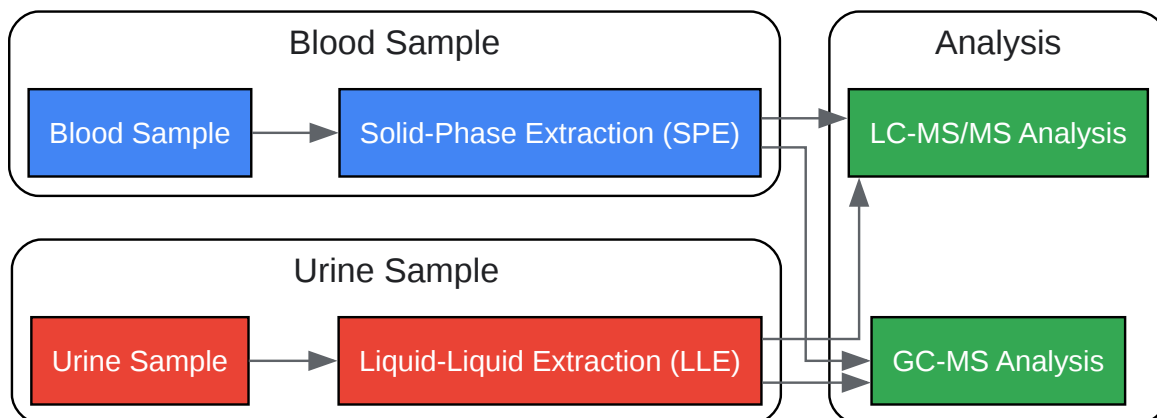 Blood Sample
Blood Sample
Solid-Phase Extraction (SPE)
Urine Sample
Urine Sample
Liquid-Liquid Extraction (LLE)
Analysis
LC-MS/MS Analysis
GC-MS Analysis